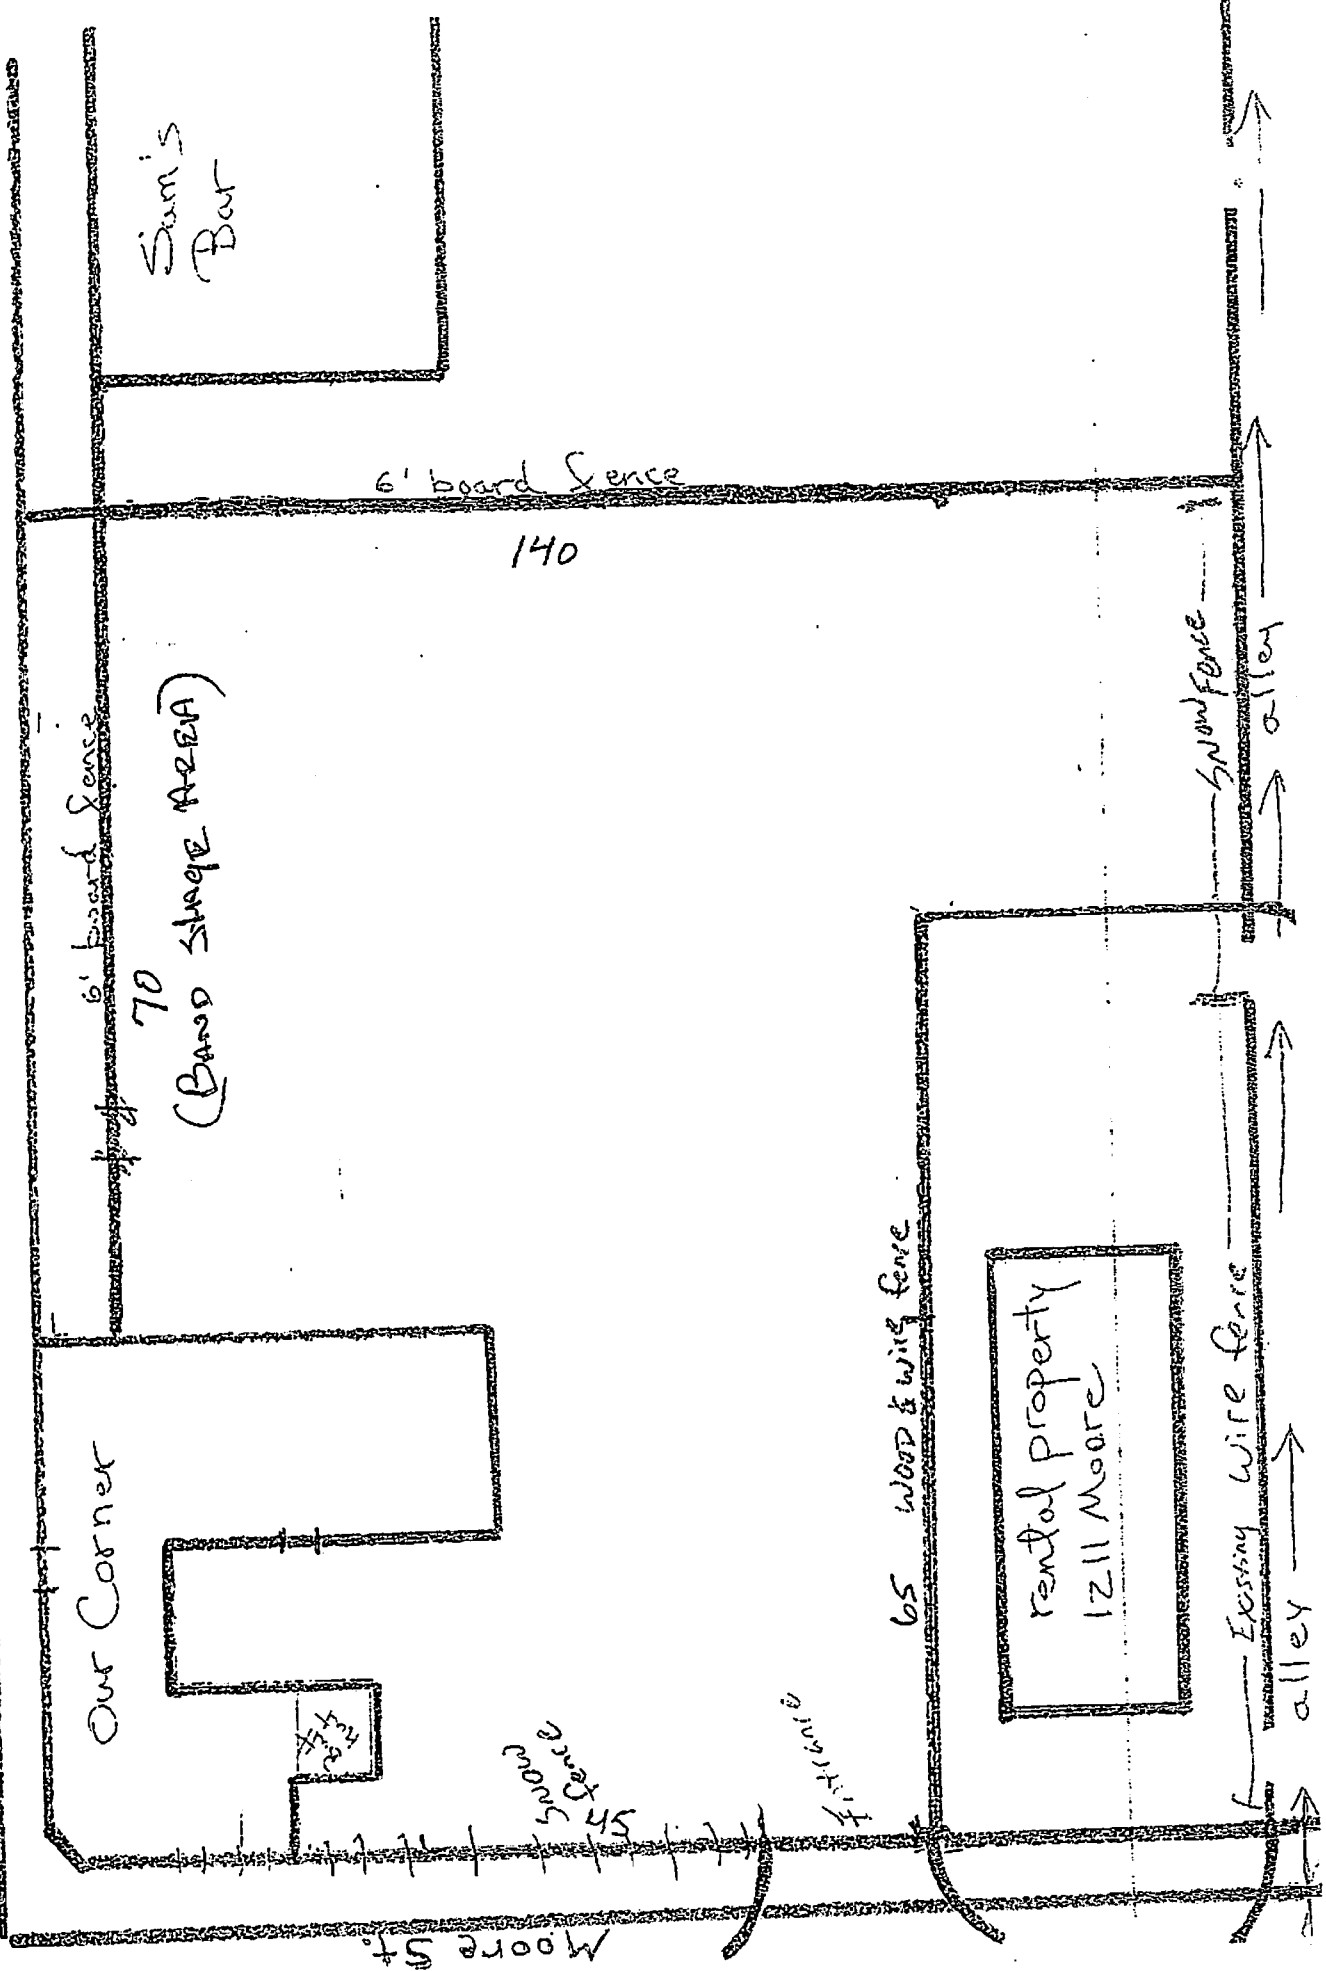 Sam's
Bar
6' board fence
140
6' board fence
70
(BAND STAGE AREA)
Our Corner
SNOW
fence
45
Entrance
65 WOOD & WIRE fence
rental property
1211 Moore
Existing Wire fence
SNOW FENCE
alley
alley
Moore St.